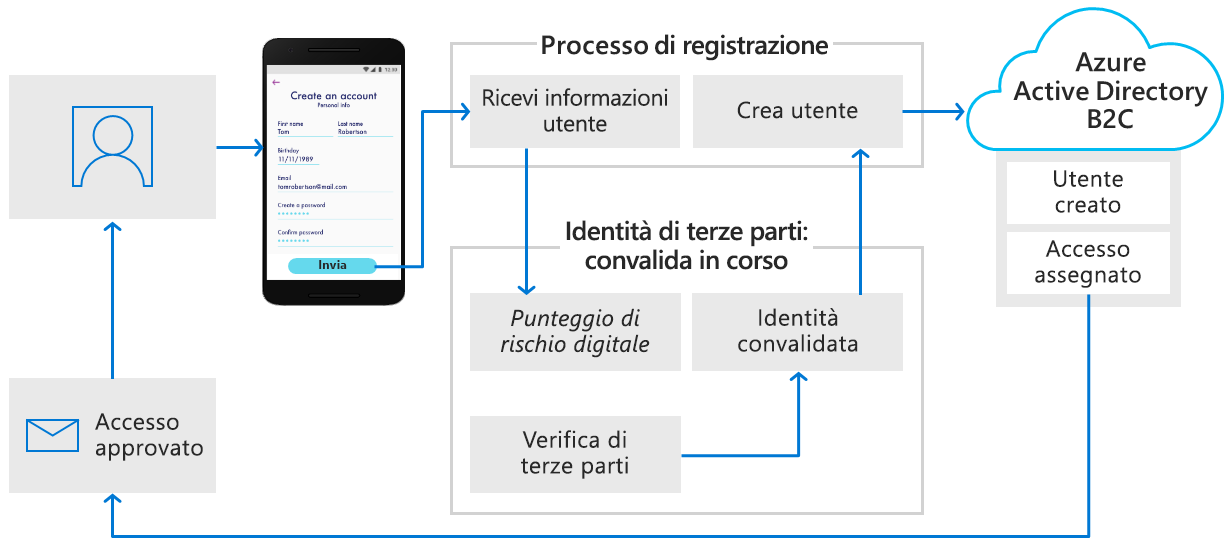 12:30
Create an account
Personal info
First name
Last name
Tom
Robertson
Birthday
11/11/1989
Email
tomrobertson@mail.com
Create a password
Confirm password
Invia
Processo di registrazione
Ricevi informazioni
utente
Crea utente
Azure
Active Directory
B2C
Utente
creato
Accesso
assegnato
Identità di terze parti:
convalida in corso
Punteggio di
rischio digitale
Identità
convalidata
Verifica di
terze parti
Accesso
approvato